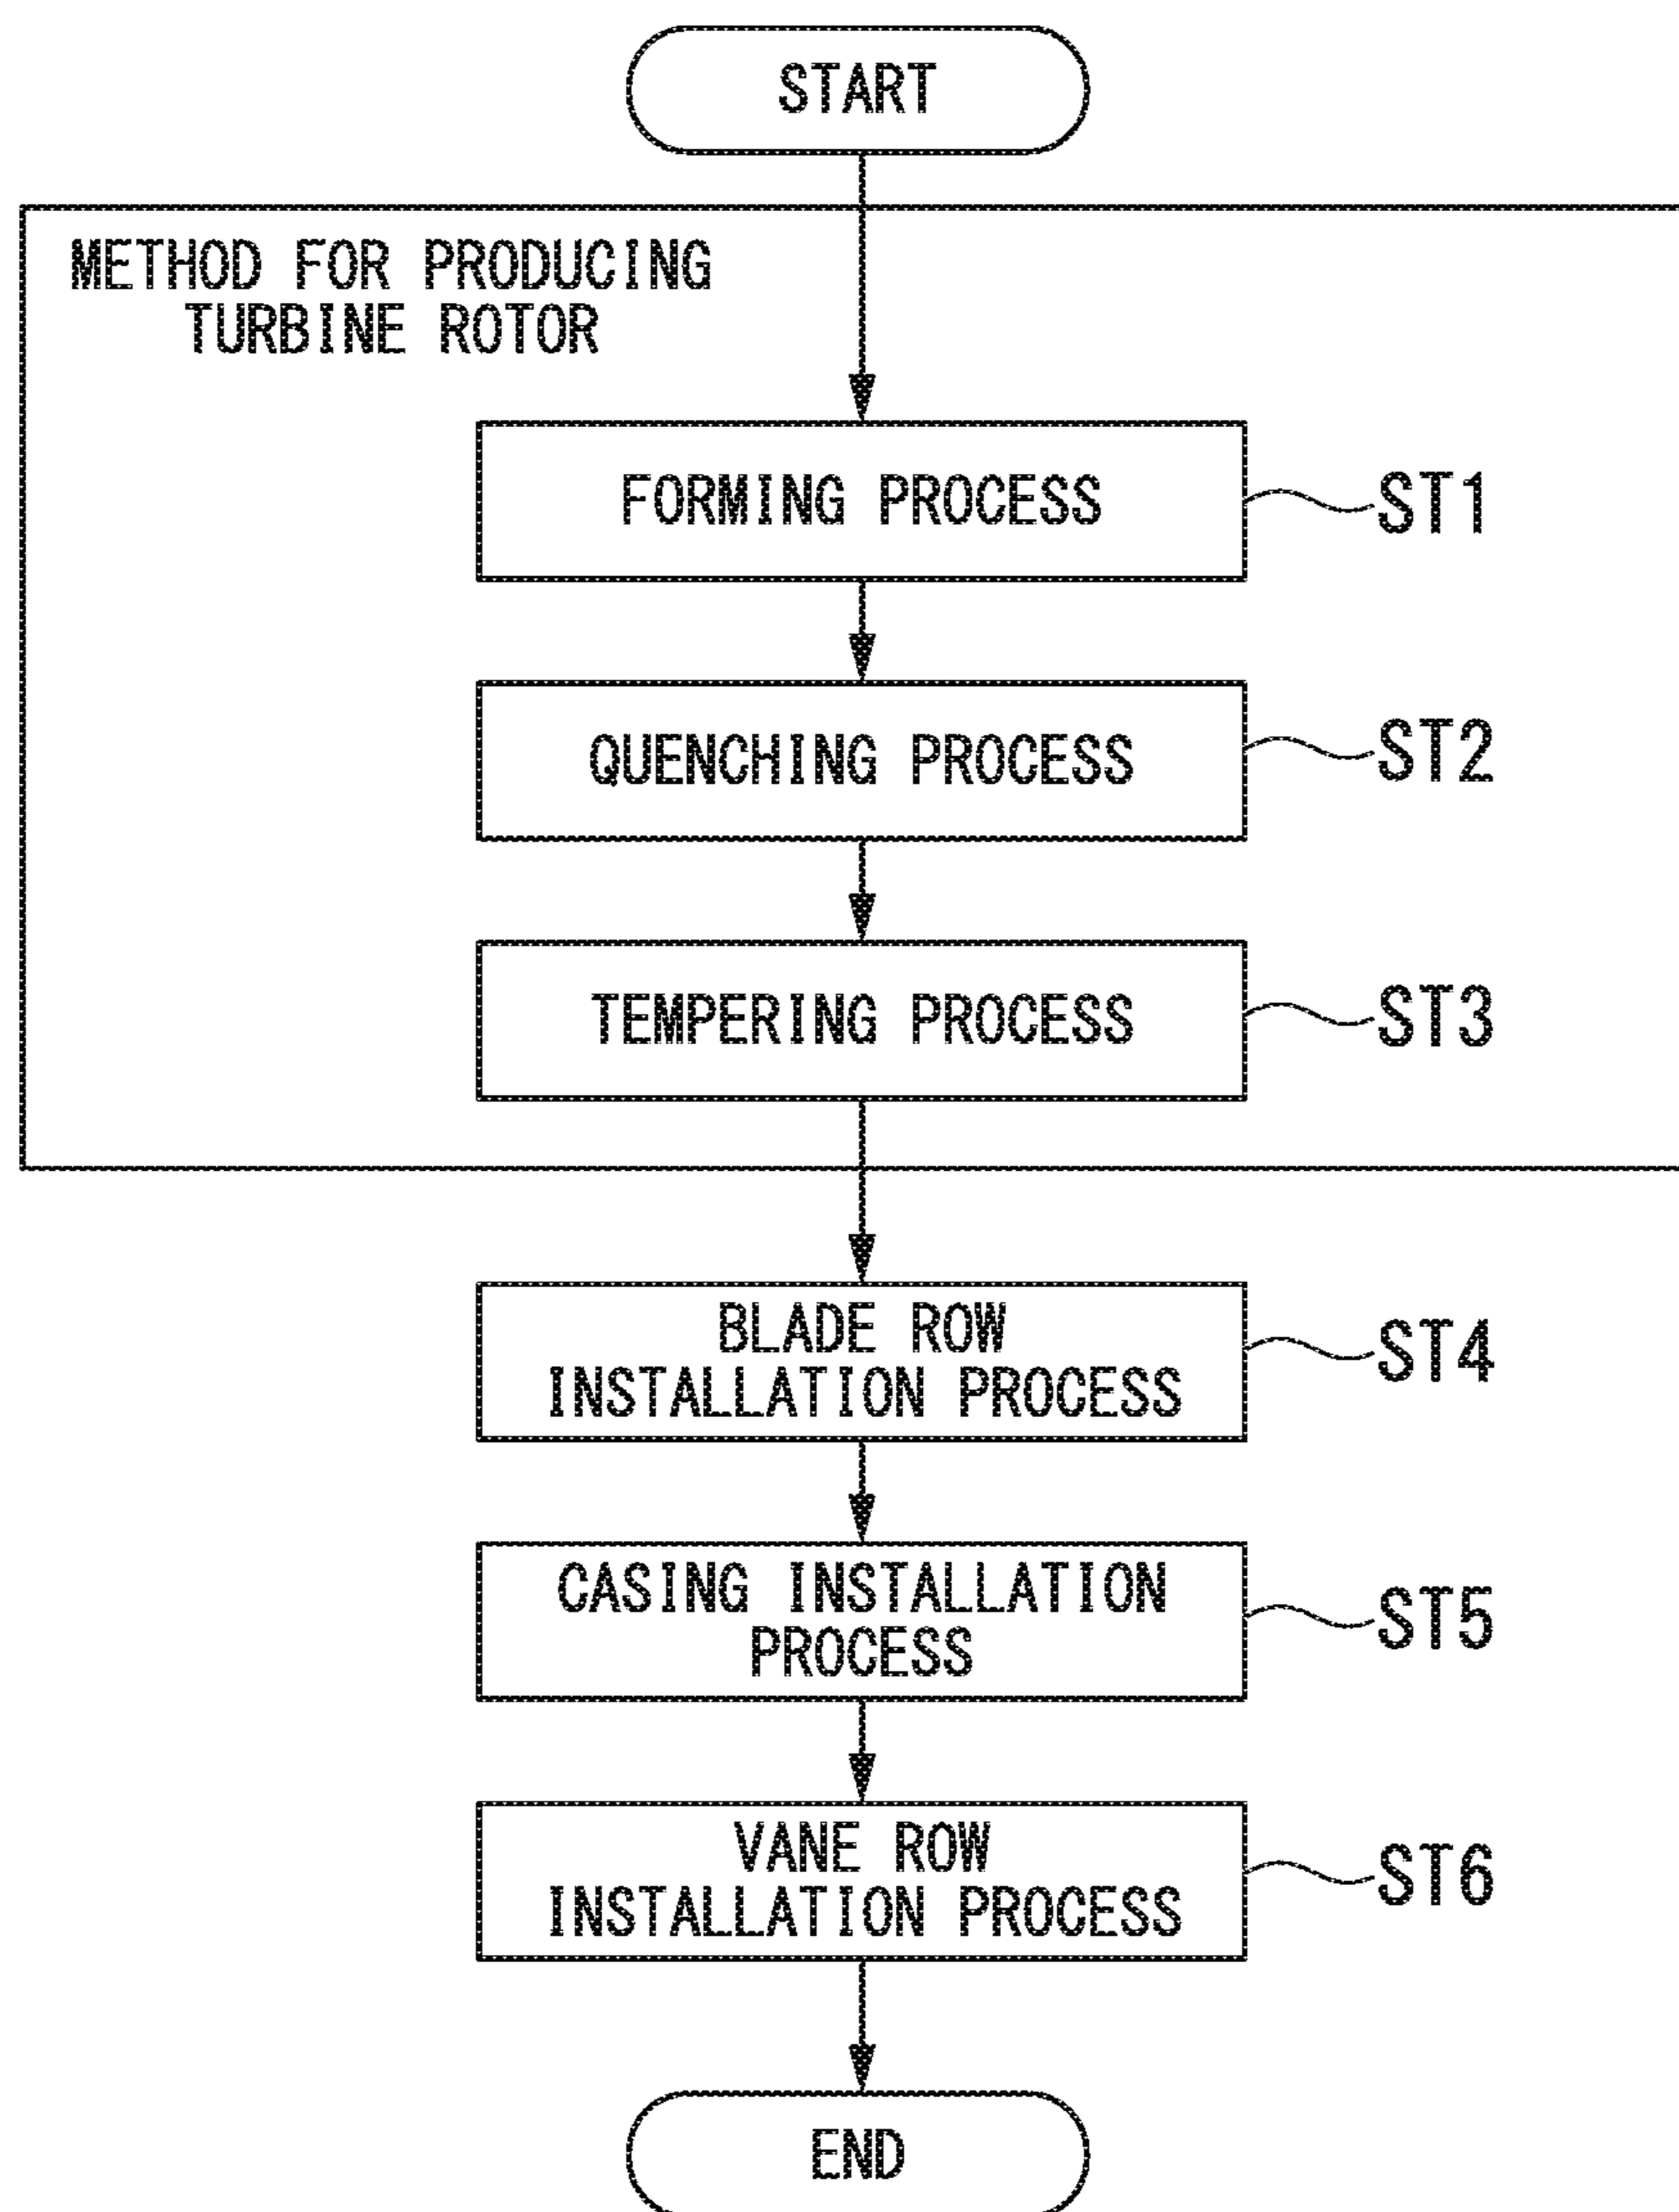 START
METHOD FOR PRODUCING
TURBINE ROTOR
FORMING PROCESS
ST1
QUENCHING PROCESS
ST2
TEMPERING PROCESS
ST3
BLADE ROW
INSTALLATION PROCESS
ST4
CASING INSTALLATION
PROCESS
ST5
VANE ROW
INSTALLATION PROCESS
ST6
END